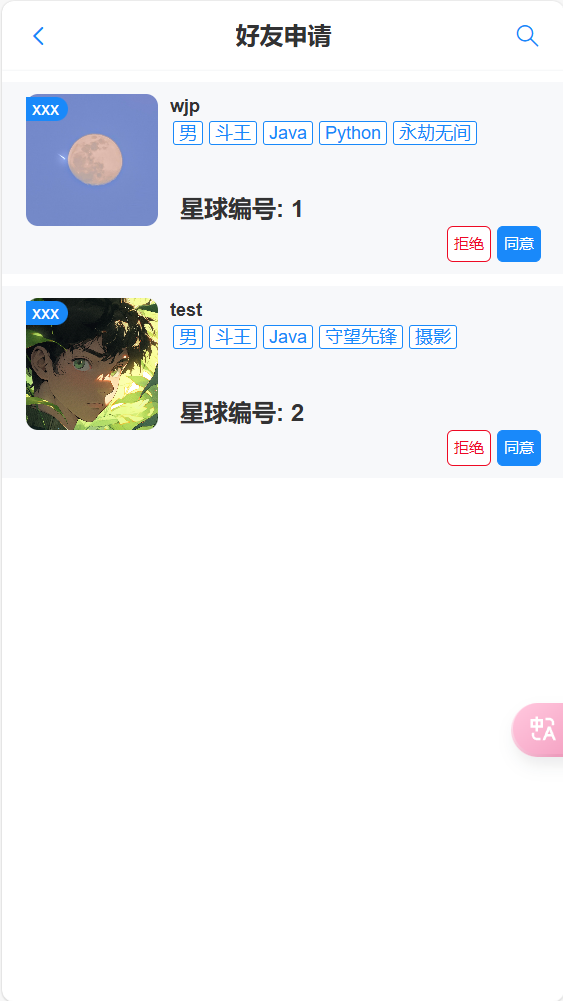 好友申请
xxx
wjp
男 斗王 Java Python 永劫无间
星球编号: 1
拒绝 同意
xxx
test
男 斗王 Java 守望先锋 摄影
星球编号: 2
拒绝 同意
中 A